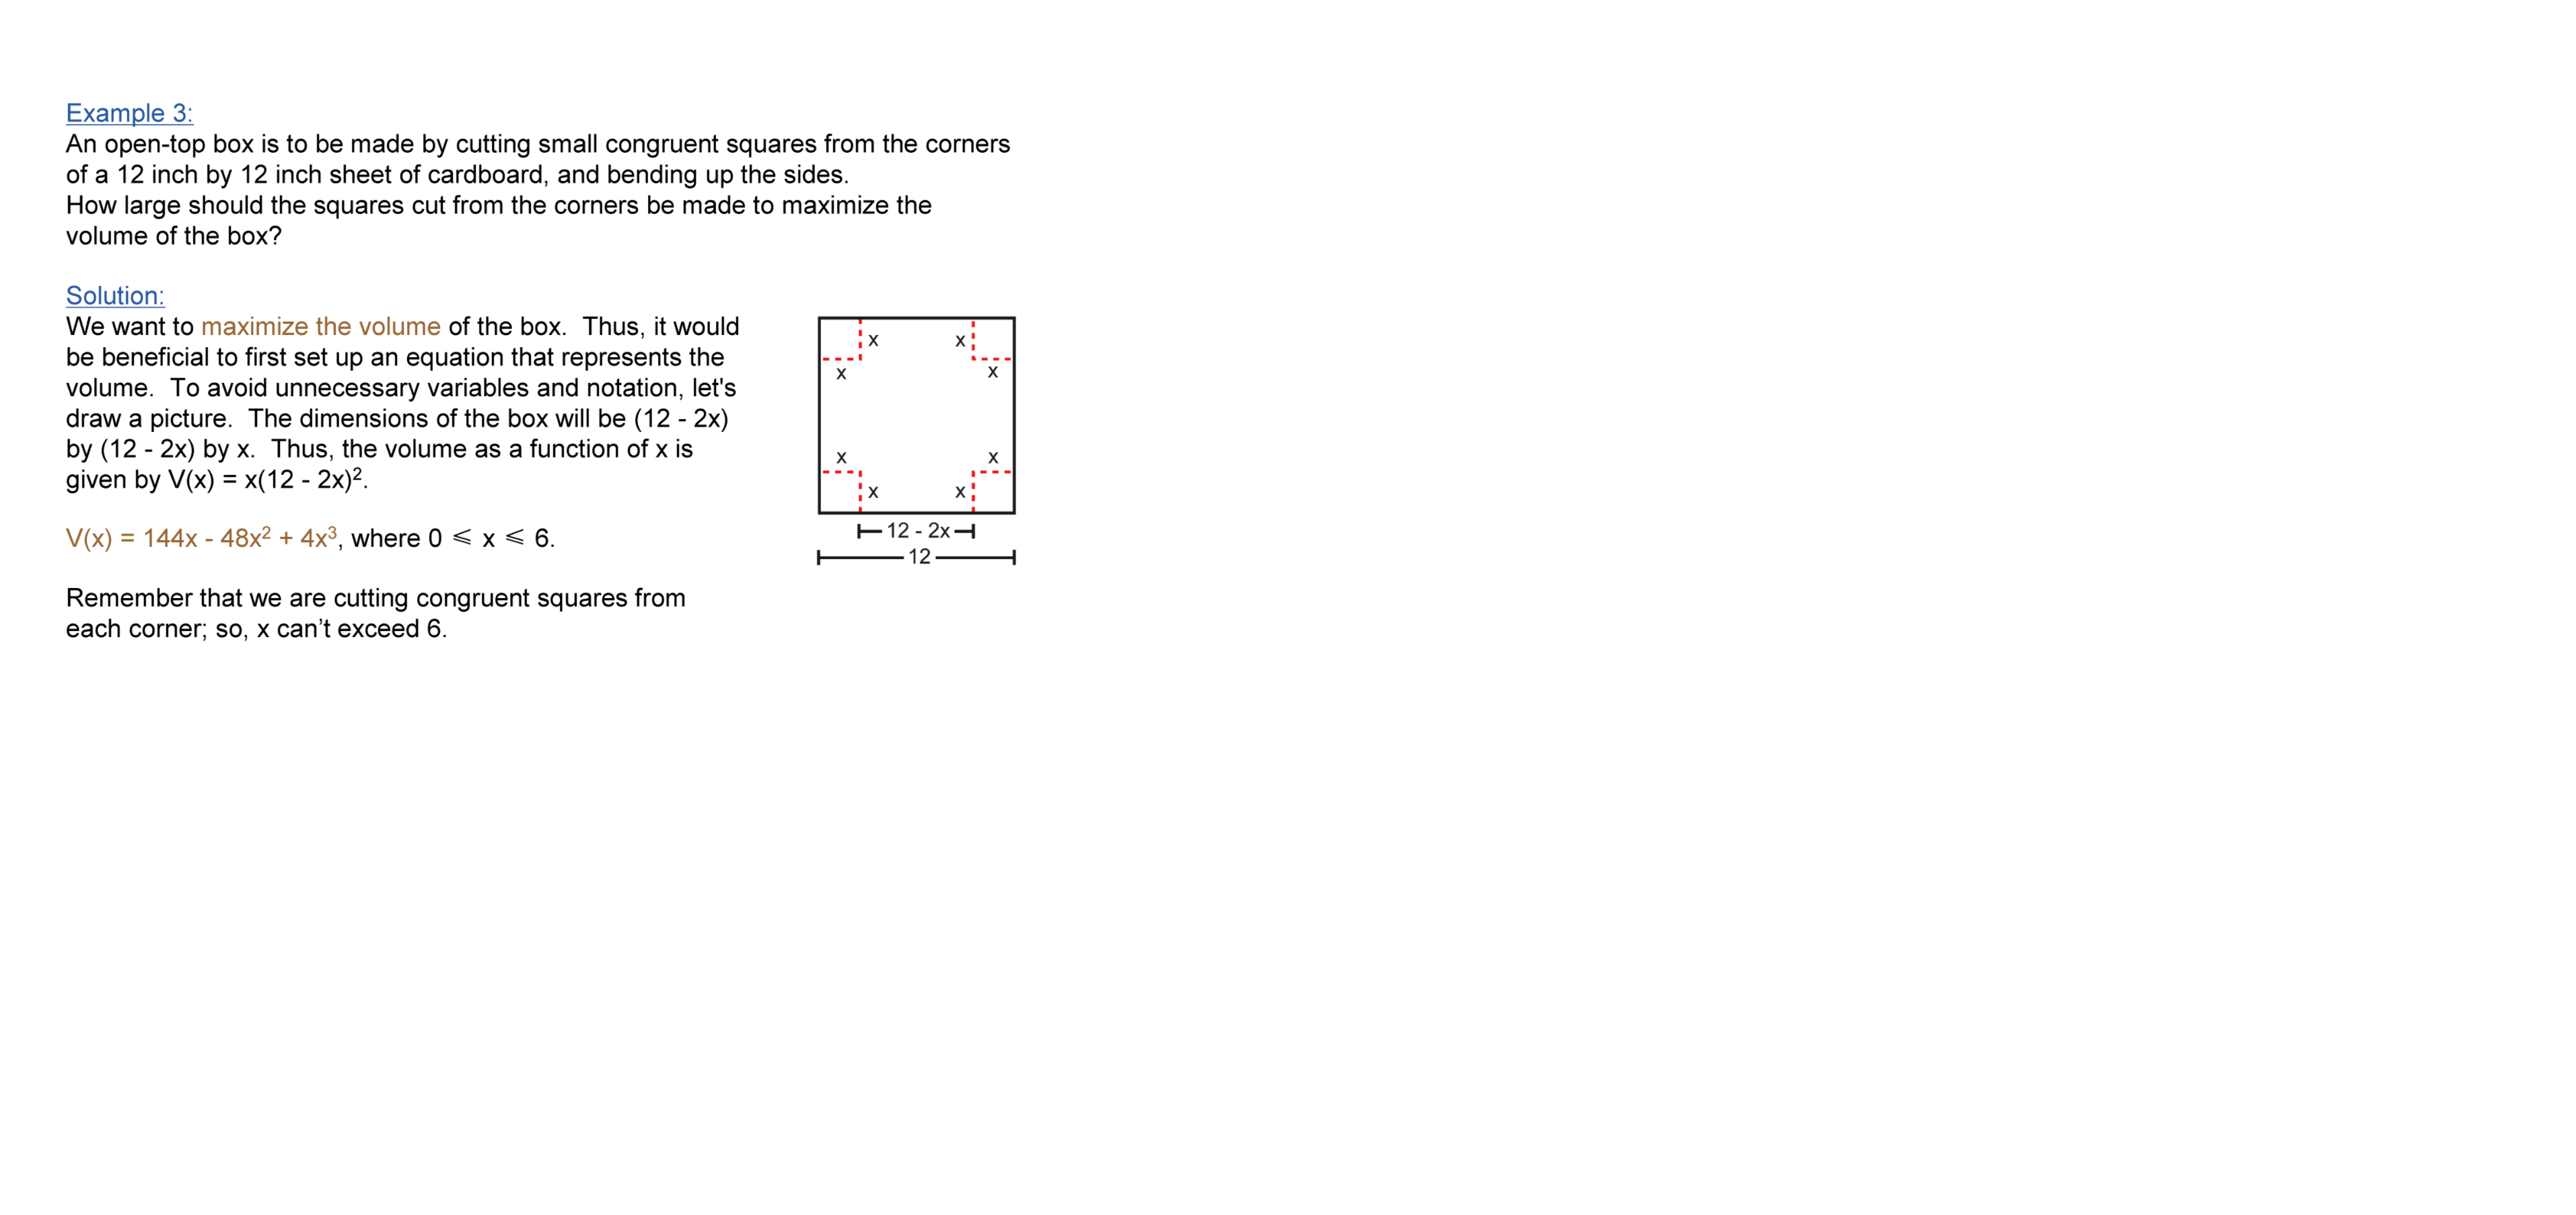 Example 3:
An open-top box is to be made by cutting small congruent squares from the corners
of a 12 inch by 12 inch sheet of cardboard, and bending up the sides.
How large should the squares cut from the corners be made to maximize the
volume of the box?
Solution:
We want to maximize the volume of the box.  Thus, it would
be beneficial to first set up an equation that represents the
volume.  To avoid unnecessary variables and notation, let's
draw a picture.  The dimensions of the box will be (12 - 2x)
by (12 - 2x) by x.  Thus, the volume as a function of x is
given by V(x) = x(12 - 2x)².
V(x) = 144x - 48x² + 4x³, where 0 ⩽ x ⩽ 6.
Remember that we are cutting congruent squares from
each corner; so, x can’t exceed 6.
x x
x x
x x
x x
12 - 2x
12